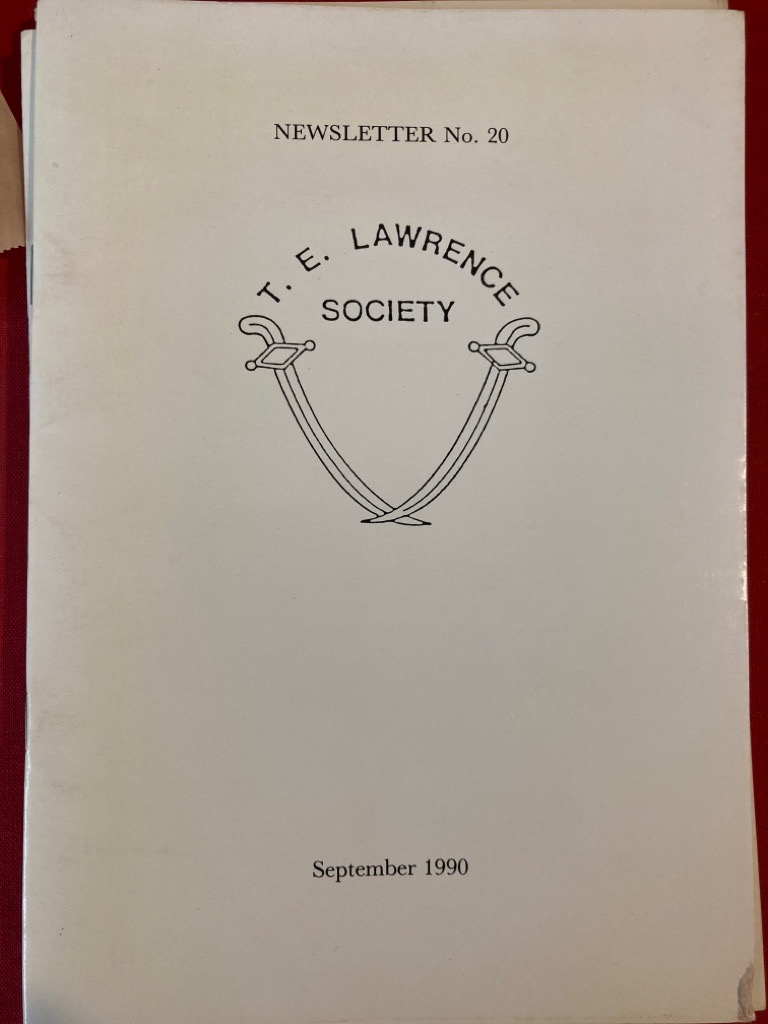 NEWSLETTER No. 20
T. E. LAWRENCE
SOCIETY
September 1990